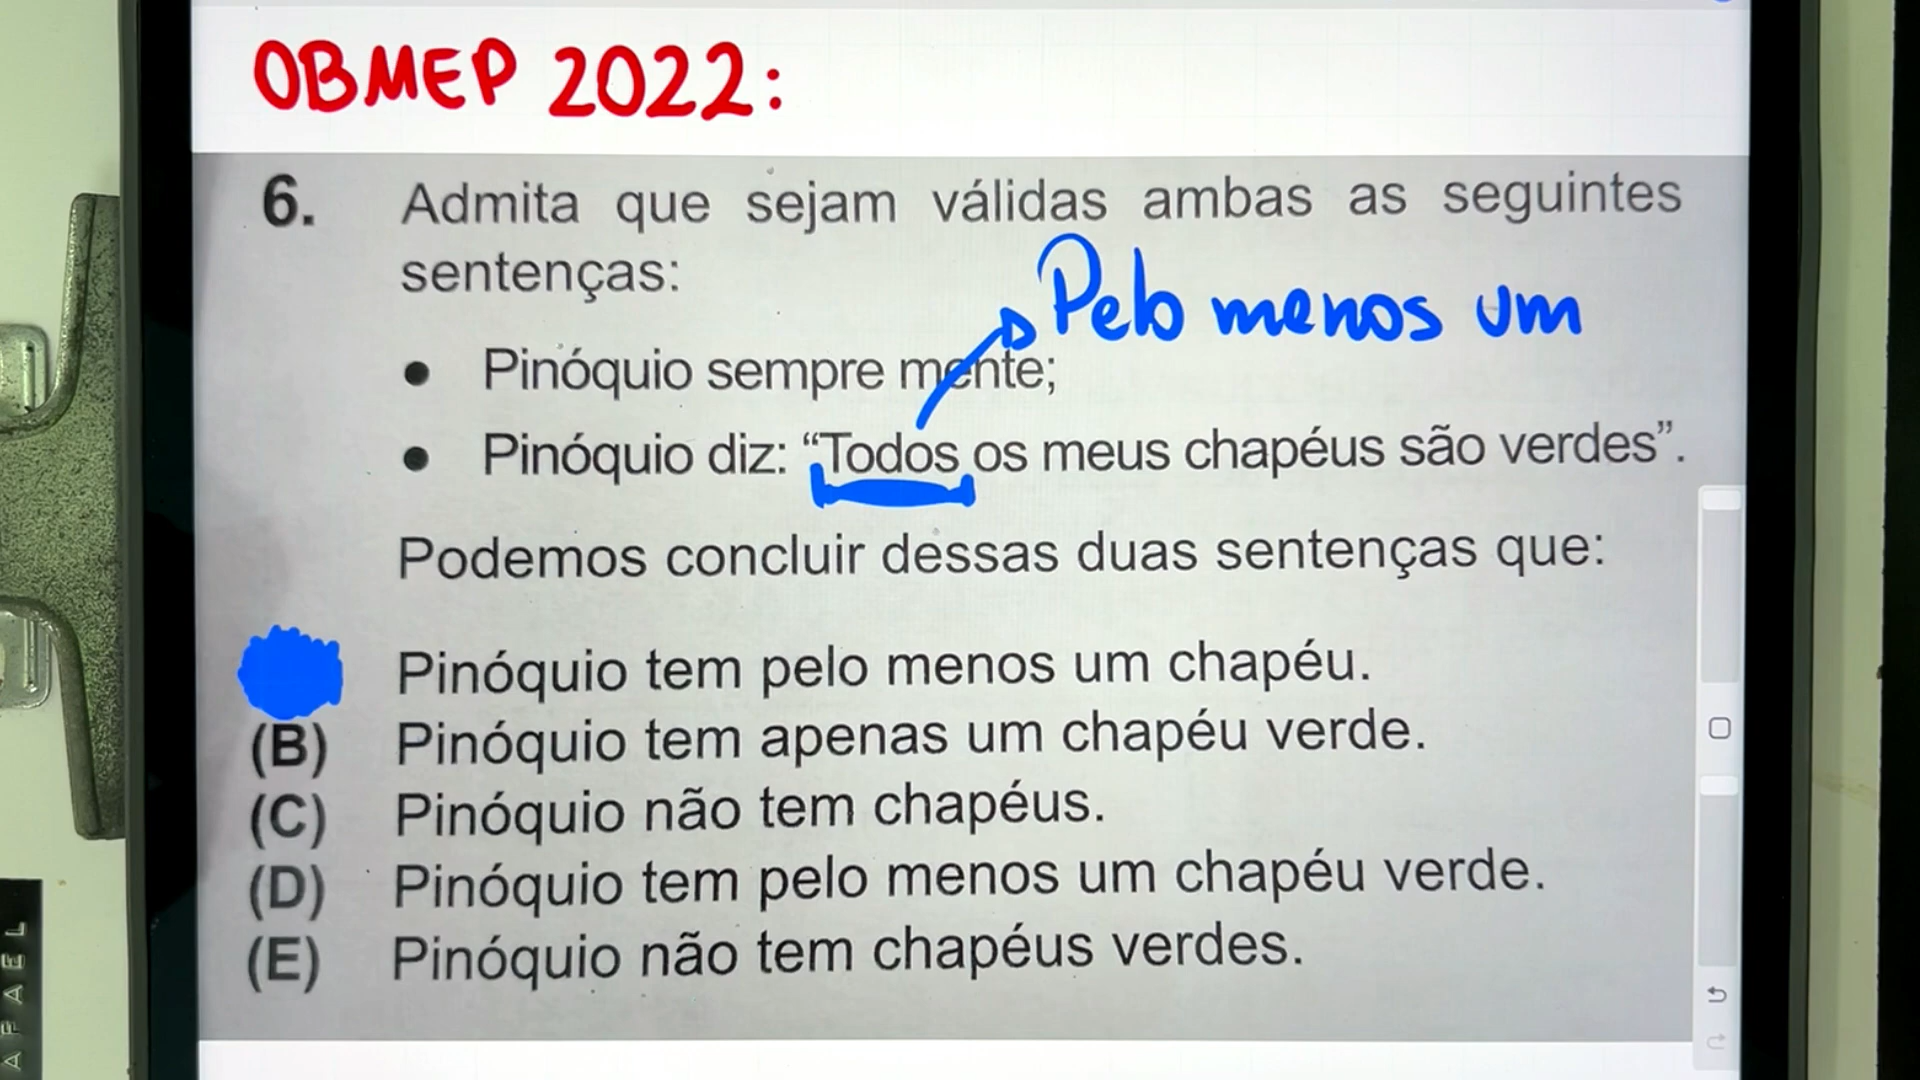 OBMEP 2022:
6. Admita que sejam válidas ambas as seguintes
sentenças:
Pelo menos um
• Pinóquio sempre mente;
• Pinóquio diz: “Todos os meus chapéus são verdes”.
Podemos concluir dessas duas sentenças que:
Pinóquio tem pelo menos um chapéu.
(B) Pinóquio tem apenas um chapéu verde.
(C) Pinóquio não tem chapéus.
(D) Pinóquio tem pelo menos um chapéu verde.
(E) Pinóquio não tem chapéus verdes.
AFAEL